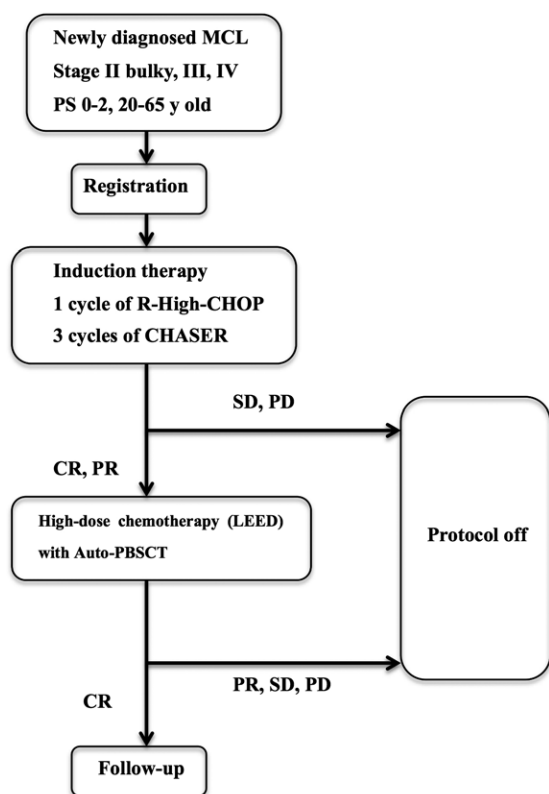 Newly diagnosed MCL
Stage II bulky, III, IV
PS 0-2, 20-65 y old
Registration
Induction therapy
1 cycle of R-High-CHOP
3 cycles of CHASER
SD, PD
CR, PR
High-dose chemotherapy (LEED)
with Auto-PBSCT
Protocol off
PR, SD, PD
CR
Follow-up